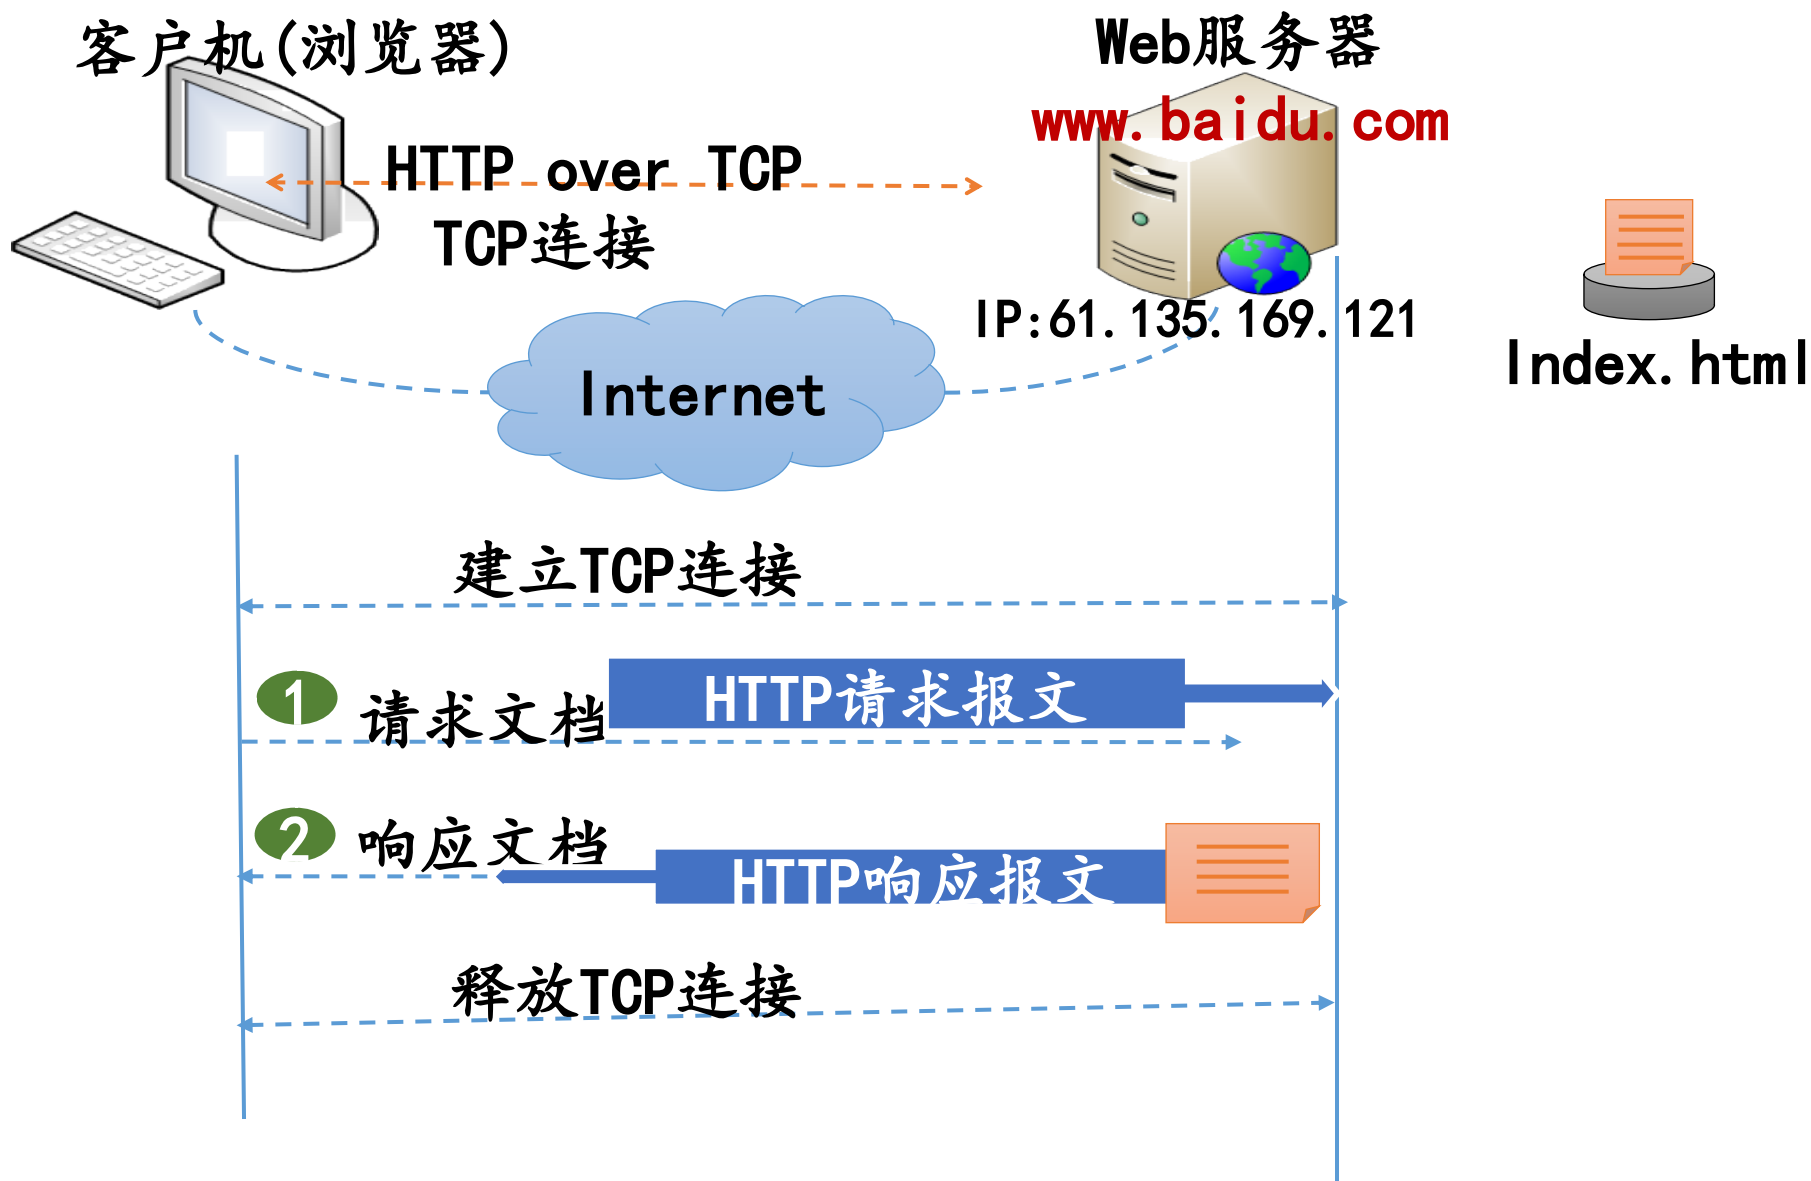 客户机(浏览器)
Web服务器
www.baidu.com
HTTP over TCP
TCP连接
IP:61.135.169.121
Index.html
Internet
建立TCP连接
1 请求文档
HTTP请求报文
2 响应文档
HTTP响应报文
释放TCP连接